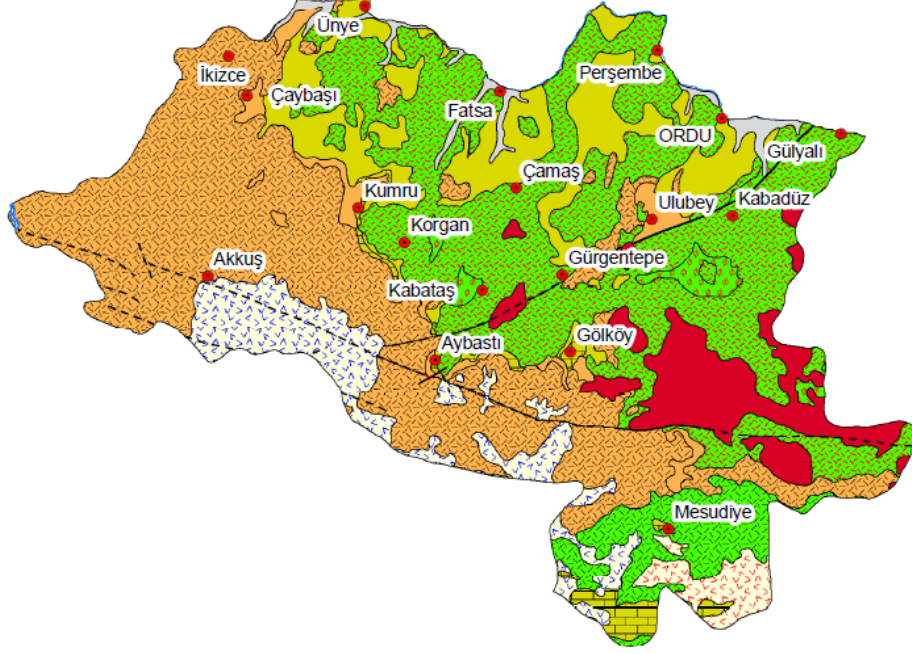 Ünye
İkizce
Çaybaşı
Perşembe
Fatsa
ORDU
Gülyalı
Çamaş
Kumru
Ulubey
Kabadüz
Korgan
Akkuş
Gürgentepe
Kabataş
Aybastı
Gölköy
Mesudiye